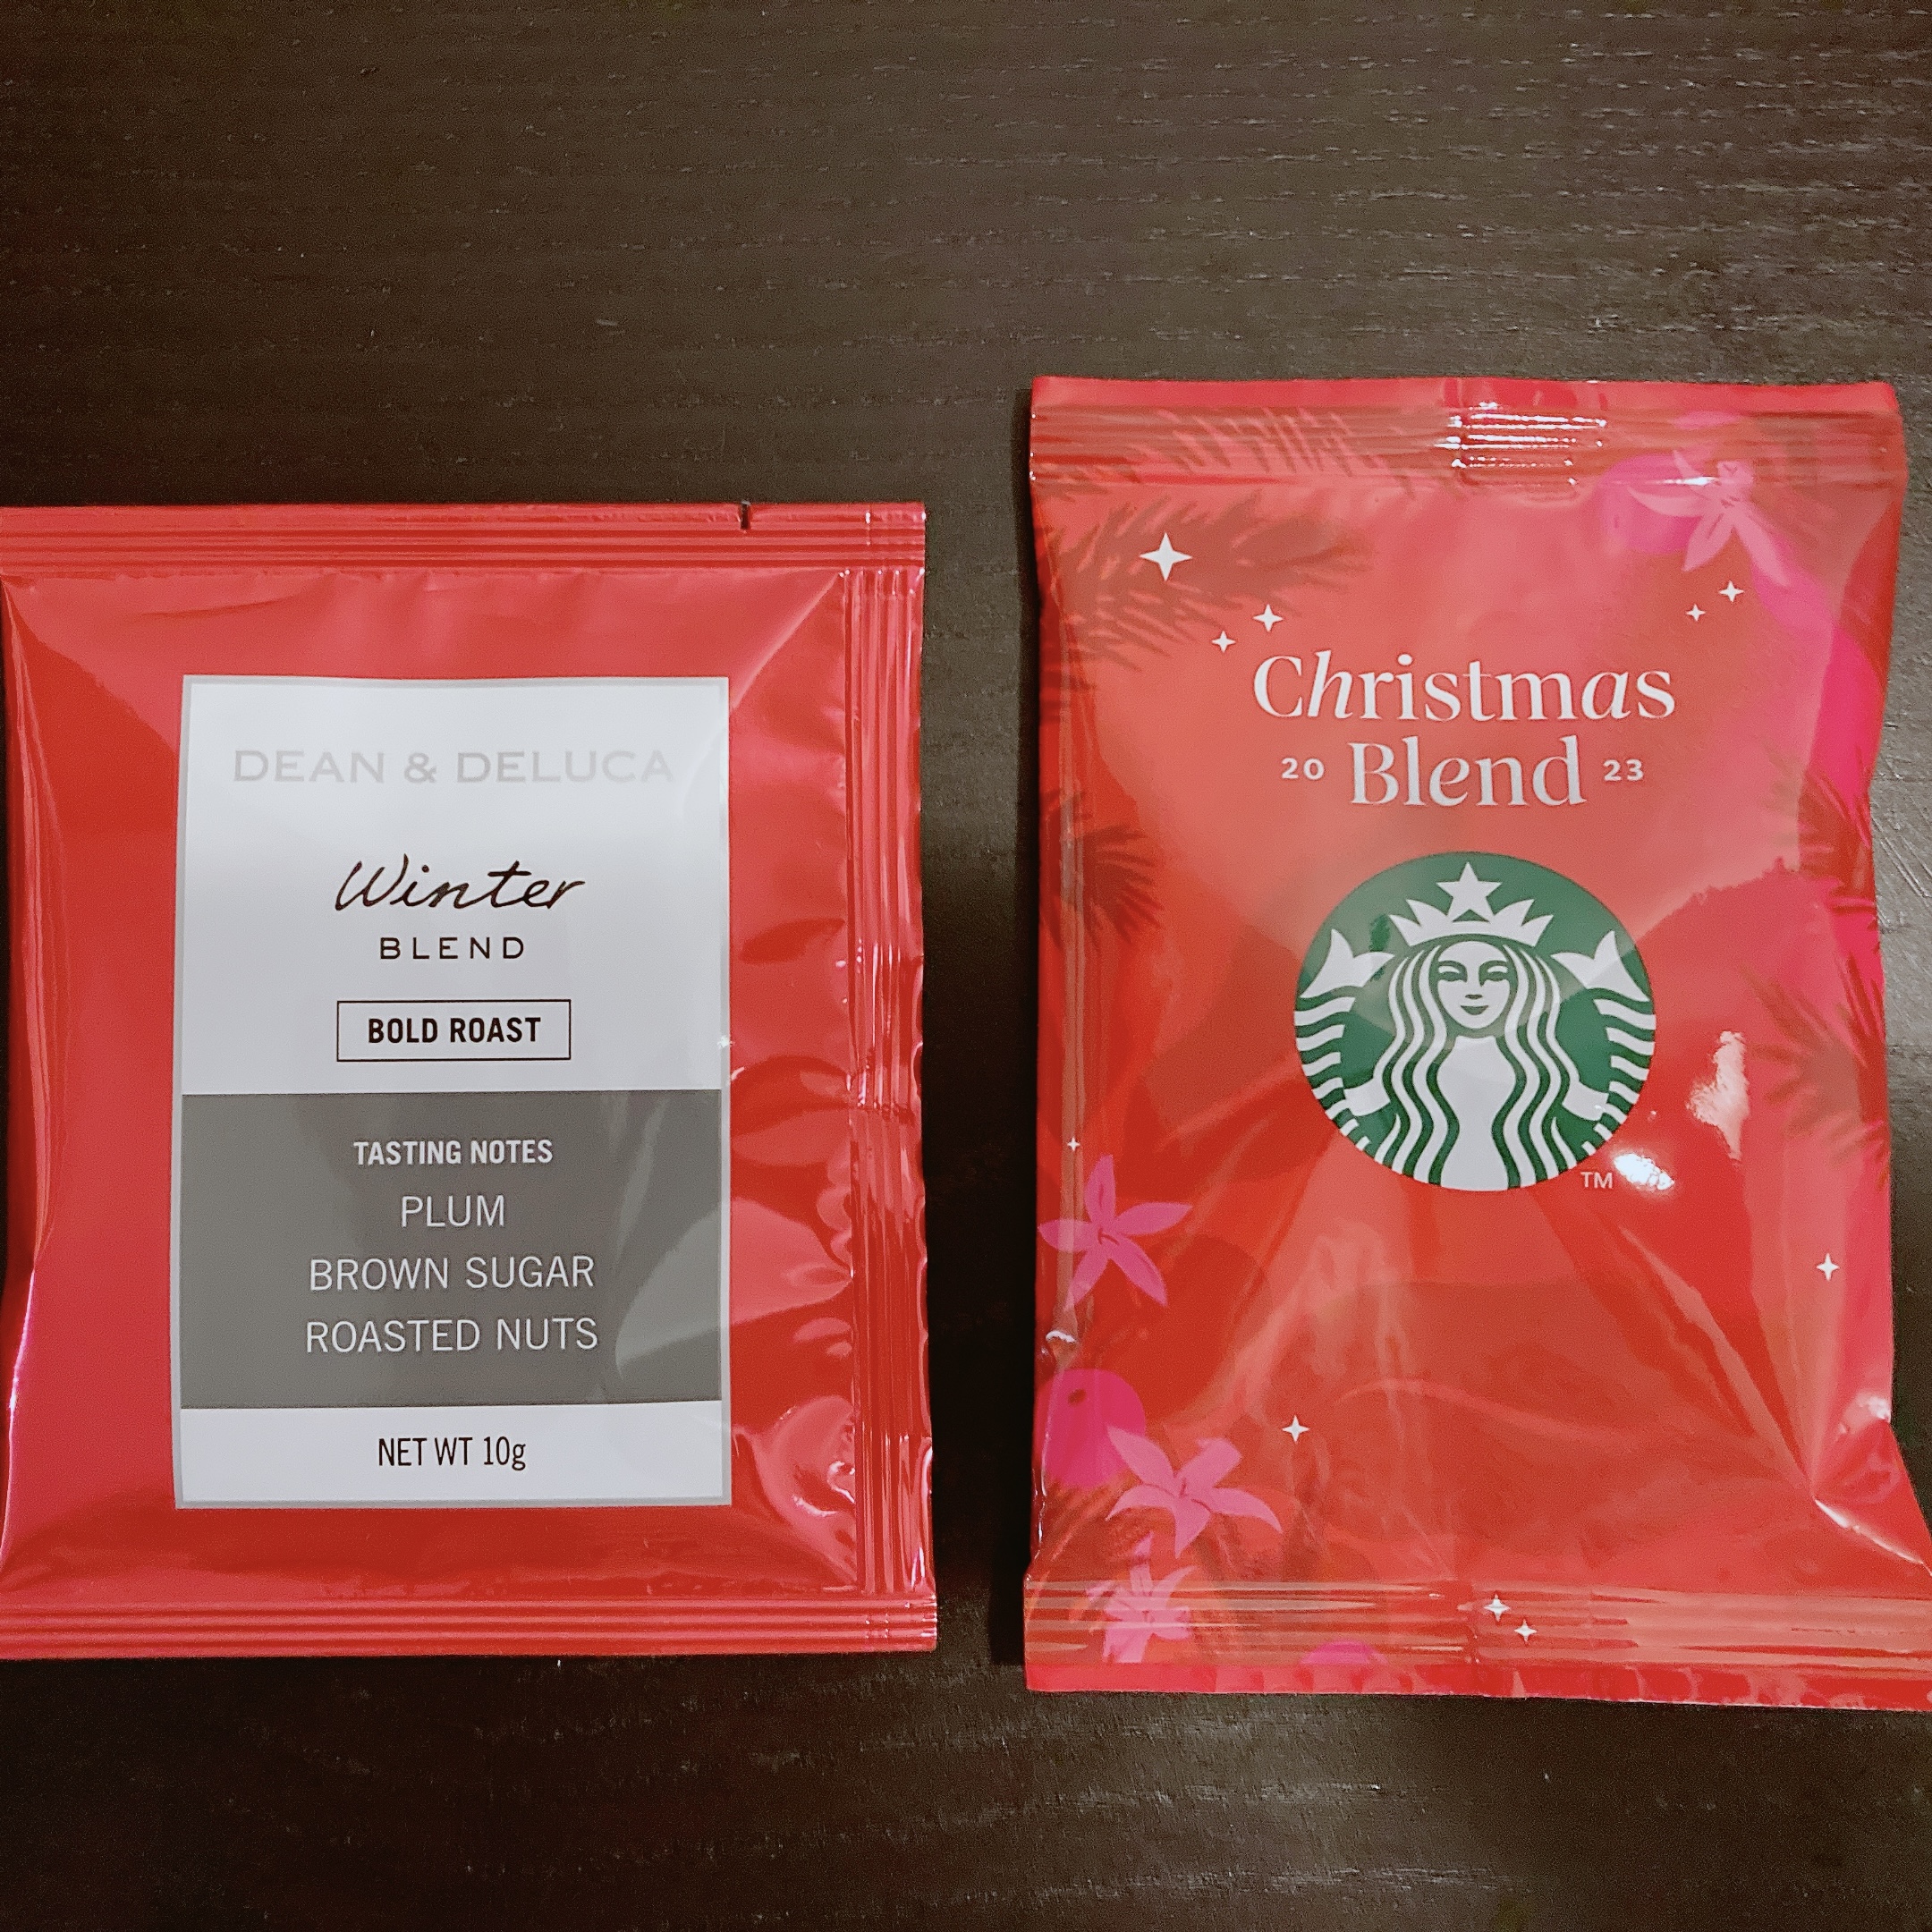 DEAN & DELUCA
Winter
BLEND
BOLD ROAST
TASTING NOTES
PLUM
BROWN SUGAR
ROASTED NUTS
NET WT 10g
Christmas
20 Blend 23
TM